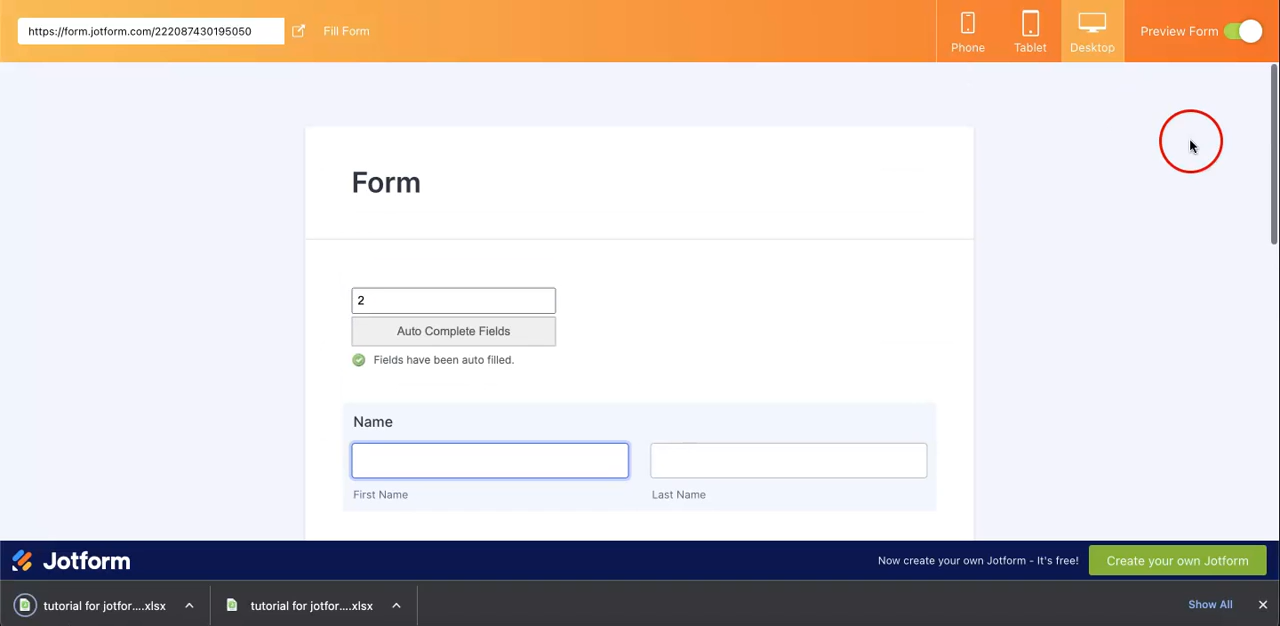 https://form.jotform.com/222087430195050
Fill Form
Phone
Tablet
Desktop
Preview Form
Form
2
Auto Complete Fields
Fields have been auto filled.
Name
First Name
Last Name
Jotform
Now create your own Jotform - It's free!
Create your own Jotform
tutorial for jotfor....xlsx
tutorial for jotfor....xlsx
Show All